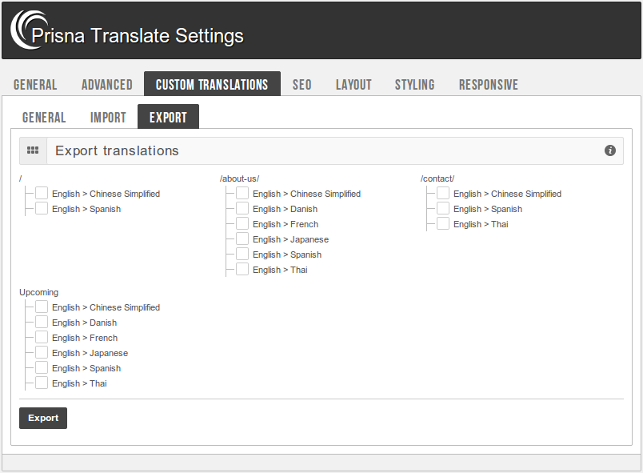 Prisna Translate Settings
GENERAL ADVANCED CUSTOM TRANSLATIONS SEO LAYOUT STYLING RESPONSIVE
GENERAL IMPORT EXPORT
Export translations
/
English > Chinese Simplified
English > Spanish
/about-us/
English > Chinese Simplified
English > Danish
English > French
English > Japanese
English > Spanish
English > Thai
/contact/
English > Chinese Simplified
English > Spanish
English > Thai
Upcoming
English > Chinese Simplified
English > Danish
English > French
English > Japanese
English > Spanish
English > Thai
Export